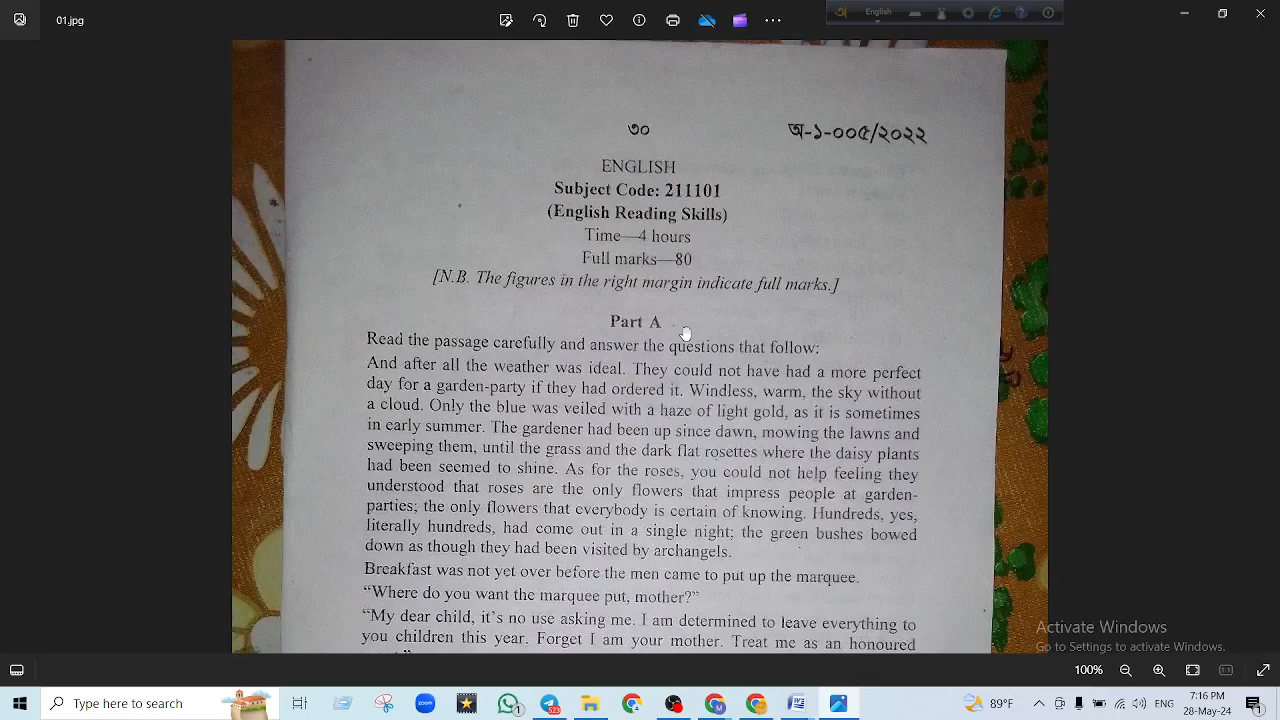 01.jpg
English
৩০
অ-১-০০৫/২০২২
ENGLISH
Subject Code: 211101
(English Reading Skills)
Time—4 hours
Full marks—80
[N.B. The figures in the right margin indicate full marks.]
Part A
Read the passage carefully and answer the questions that follow:
And after all the weather was ideal. They could not have had a more perfect
day for a garden-party if they had ordered it. Windless, warm, the sky without
a cloud. Only the blue was veiled with a haze of light gold, as it is sometimes
in early summer. The gardener had been up since dawn, mowing the lawns and
sweeping them, until the grass and the dark flat rosettes where the daisy plants
had been seemed to shine. As for the roses, you could not help feeling they
understood that roses are the only flowers that impress people at garden-
parties; the only flowers that everybody is certain of knowing. Hundreds, yes,
literally hundreds, had come out in a single night; the green bushes bowed
down as though they had been visited by archangels.
Breakfast was not yet over before the men came to put up the marquee.
“Where do you want the marquee put, mother?”
“My dear child, it’s no use asking me. I am determined to leave everything to
you children this year. Forget I am your mother. Treat me as an honoured
Activate Windows
Go to Settings to activate Windows.
100%
Type here to search
zoom
523
1
89°F
ENG
7:16 PM
28-May-24
1